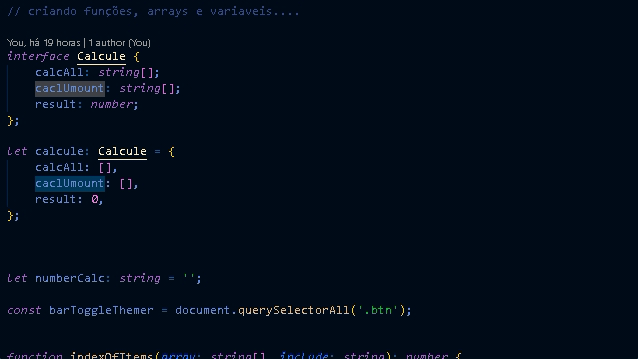 // criando funções, arrays e variaveis....
You, há 19 horas | 1 author (You)
interface Calcule {
calcAll: string[];
caclUmount: string[];
result: number;
};
let calcule: Calcule = {
calcAll: [],
caclUmount: [],
result: 0,
};
let numberCalc: string = '';
const barToggleThemer = document.querySelectorAll('.btn');
function indexOfItems(array: string[], include: string): number {